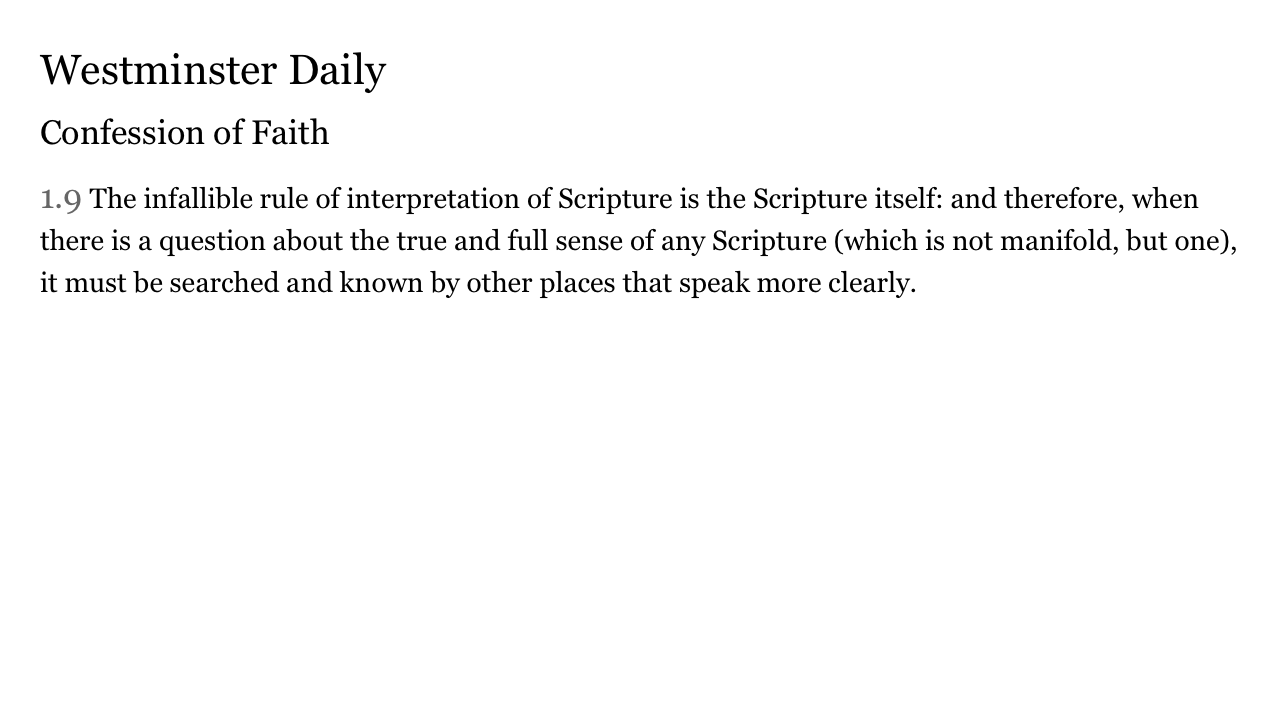 Westminster Daily
Confession of Faith
1.9 The infallible rule of interpretation of Scripture is the Scripture itself: and therefore, when
there is a question about the true and full sense of any Scripture (which is not manifold, but one),
it must be searched and known by other places that speak more clearly.